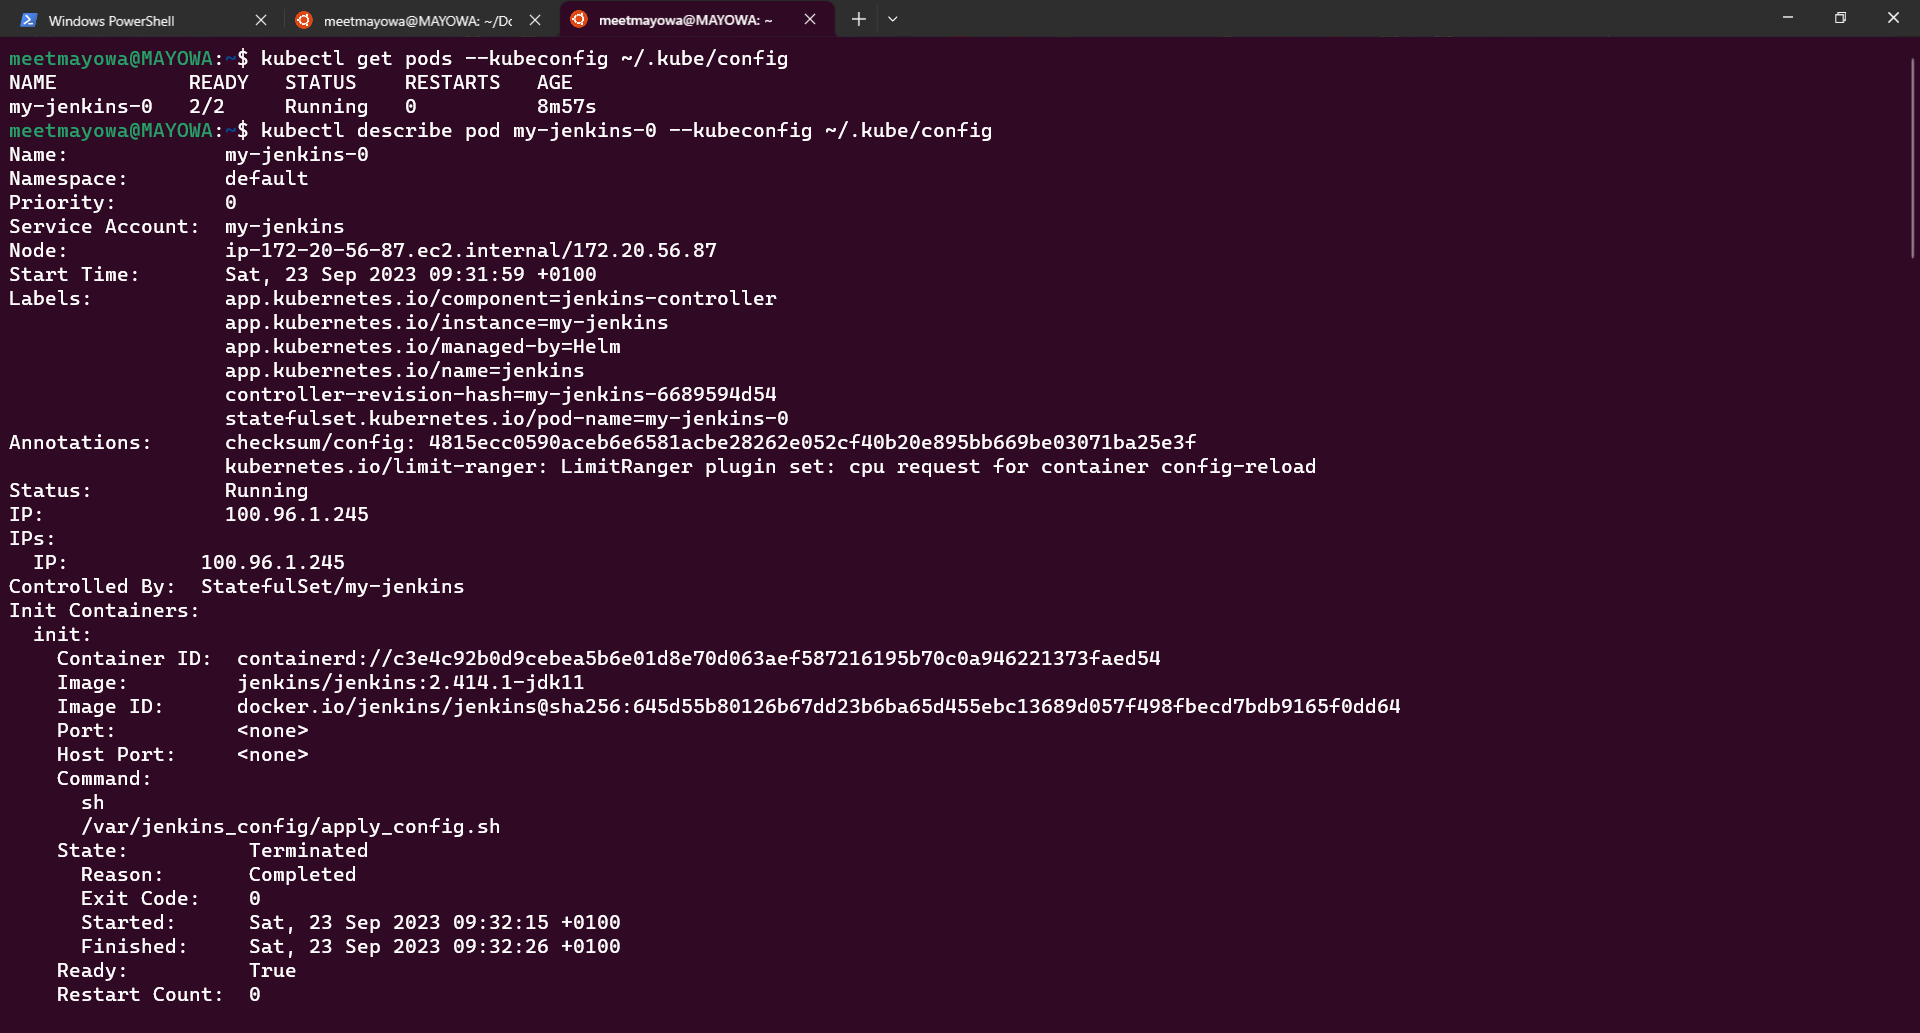 Windows PowerShell
meetmayowa@MAYOWA: ~/Dc
meetmayowa@MAYOWA: ~
meetmayowa@MAYOWA:~$ kubectl get pods --kubeconfig ~/.kube/config
NAME READY STATUS RESTARTS AGE
my-jenkins-0 2/2 Running 0 8m57s
meetmayowa@MAYOWA:~$ kubectl describe pod my-jenkins-0 --kubeconfig ~/.kube/config
Name: my-jenkins-0
Namespace: default
Priority: 0
Service Account: my-jenkins
Node: ip-172-20-56-87.ec2.internal/172.20.56.87
Start Time: Sat, 23 Sep 2023 09:31:59 +0100
Labels: app.kubernetes.io/component=jenkins-controller
app.kubernetes.io/instance=my-jenkins
app.kubernetes.io/managed-by=Helm
app.kubernetes.io/name=jenkins
controller-revision-hash=my-jenkins-6689594d54
statefulset.kubernetes.io/pod-name=my-jenkins-0
Annotations: checksum/config: 4815ecc0590aceb6e6581acbe28262e052cf40b20e895bb669be03071ba25e3f
kubernetes.io/limit-ranger: LimitRanger plugin set: cpu request for container config-reload
Status: Running
IP: 100.96.1.245
IPs:
IP: 100.96.1.245
Controlled By: StatefulSet/my-jenkins
Init Containers:
init:
Container ID: containerd://c3e4c92b0d9cebea5b6e01d8e70d063aef587216195b70c0a946221373faed54
Image: jenkins/jenkins:2.414.1-jdk11
Image ID: docker.io/jenkins/jenkins@sha256:645d55b80126b67dd23b6ba65d455ebc13689d057f498fbecd7bdb9165f0dd64
Port: <none>
Host Port: <none>
Command:
sh
/var/jenkins_config/apply_config.sh
State: Terminated
Reason: Completed
Exit Code: 0
Started: Sat, 23 Sep 2023 09:32:15 +0100
Finished: Sat, 23 Sep 2023 09:32:26 +0100
Ready: True
Restart Count: 0